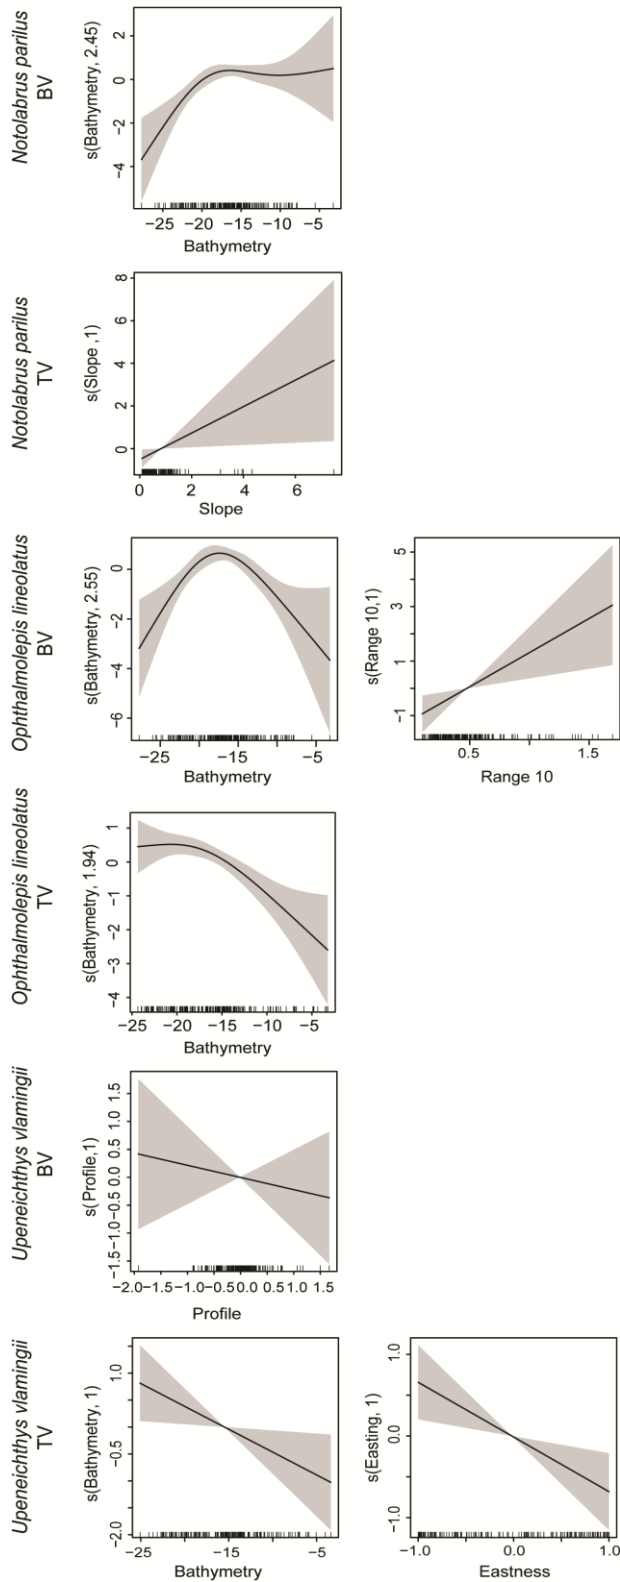 Notolabrus parilus
BV
s(Bathymetry, 2.45)
2
0
−2
−4
−25 −20 −15 −10 −5
Bathymetry
Notolabrus parilus
TV
s(Slope ,1)
8
6
4
2
0
0 2 4 6
Slope
Ophthalmolepis lineolatus
BV
s(Bathymetry, 2.55)
0
−2
−4
−6
−25 −15 −5
Bathymetry
s(Range 10,1)
5
3
1
−1
0.5 1.5
Range 10
Ophthalmolepis lineolatus
TV
s(Bathymetry, 1.94)
1
0
−1
−2
−3
−4
−25 −20 −15 −10 −5
Bathymetry
Upeneichthys vlamingii
BV
s(Profile,1)
1.5
1.0
0.5
0.0
−0.5
−1.0
−1.5
−2.0 −1.5 −1.0 −0.5 0.0 0.5 1.0 1.5
Profile
Upeneichthys vlamingii
TV
s(Bathymetry, 1)
1.0
−0.5
−2.0
−25 −15 −5
Bathymetry
s(Easting, 1)
1.0
0.0
−1.0
−1.0 0.0 1.0
Eastness